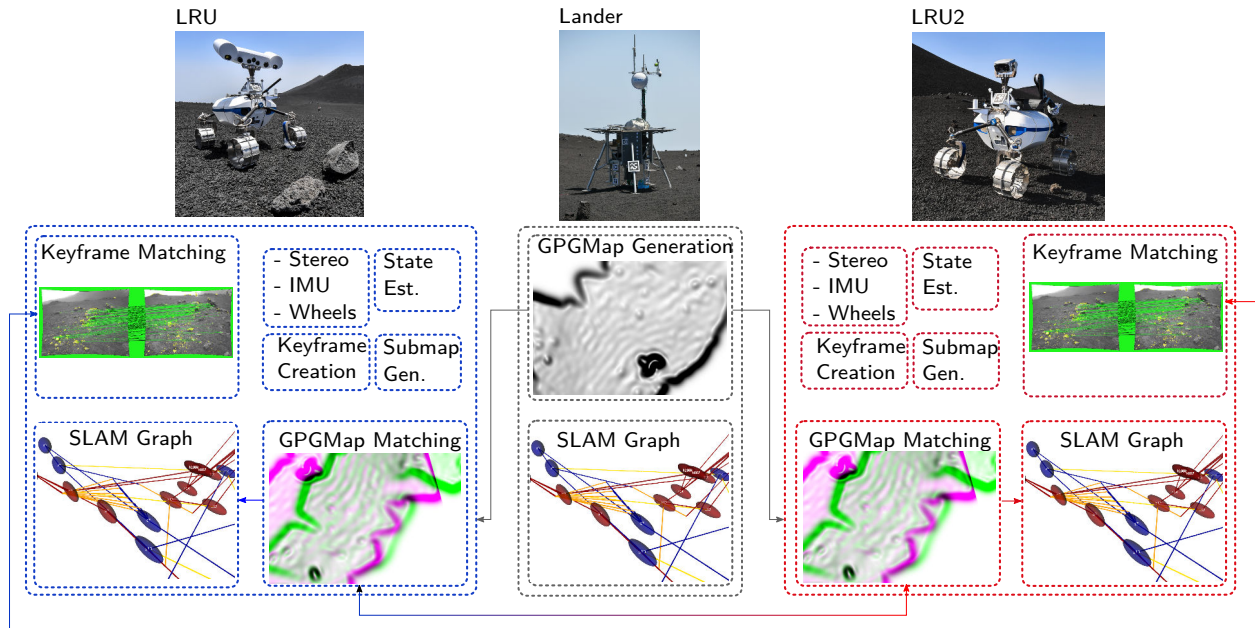 LRU
Lander
LRU2
Keyframe Matching
- Stereo
- IMU
- Wheels
State
Est.
Keyframe
Creation
Submap
Gen.
SLAM Graph
GPGMap Matching
GPGMap Generation
SLAM Graph
- Stereo
- IMU
- Wheels
State
Est.
Keyframe Matching
Keyframe
Creation
Submap
Gen.
GPGMap Matching
SLAM Graph